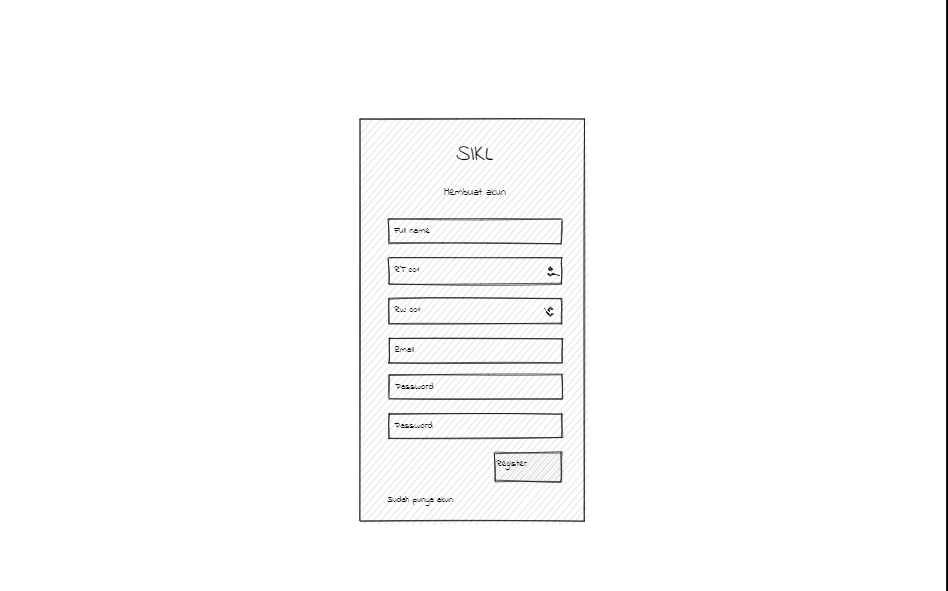 SIKL
Membuat akun
Full name
RT 001
RW 001
Email
Password
Password
Register
Sudah punya akun